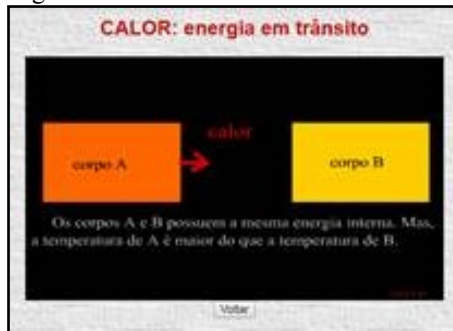 CALOR: energia em trânsito
calor
corpo A
corpo B
Os corpos A e B possuem a mesma energia interna. Mas,
a temperatura de A é maior do que a temperatura de B.
Voltar